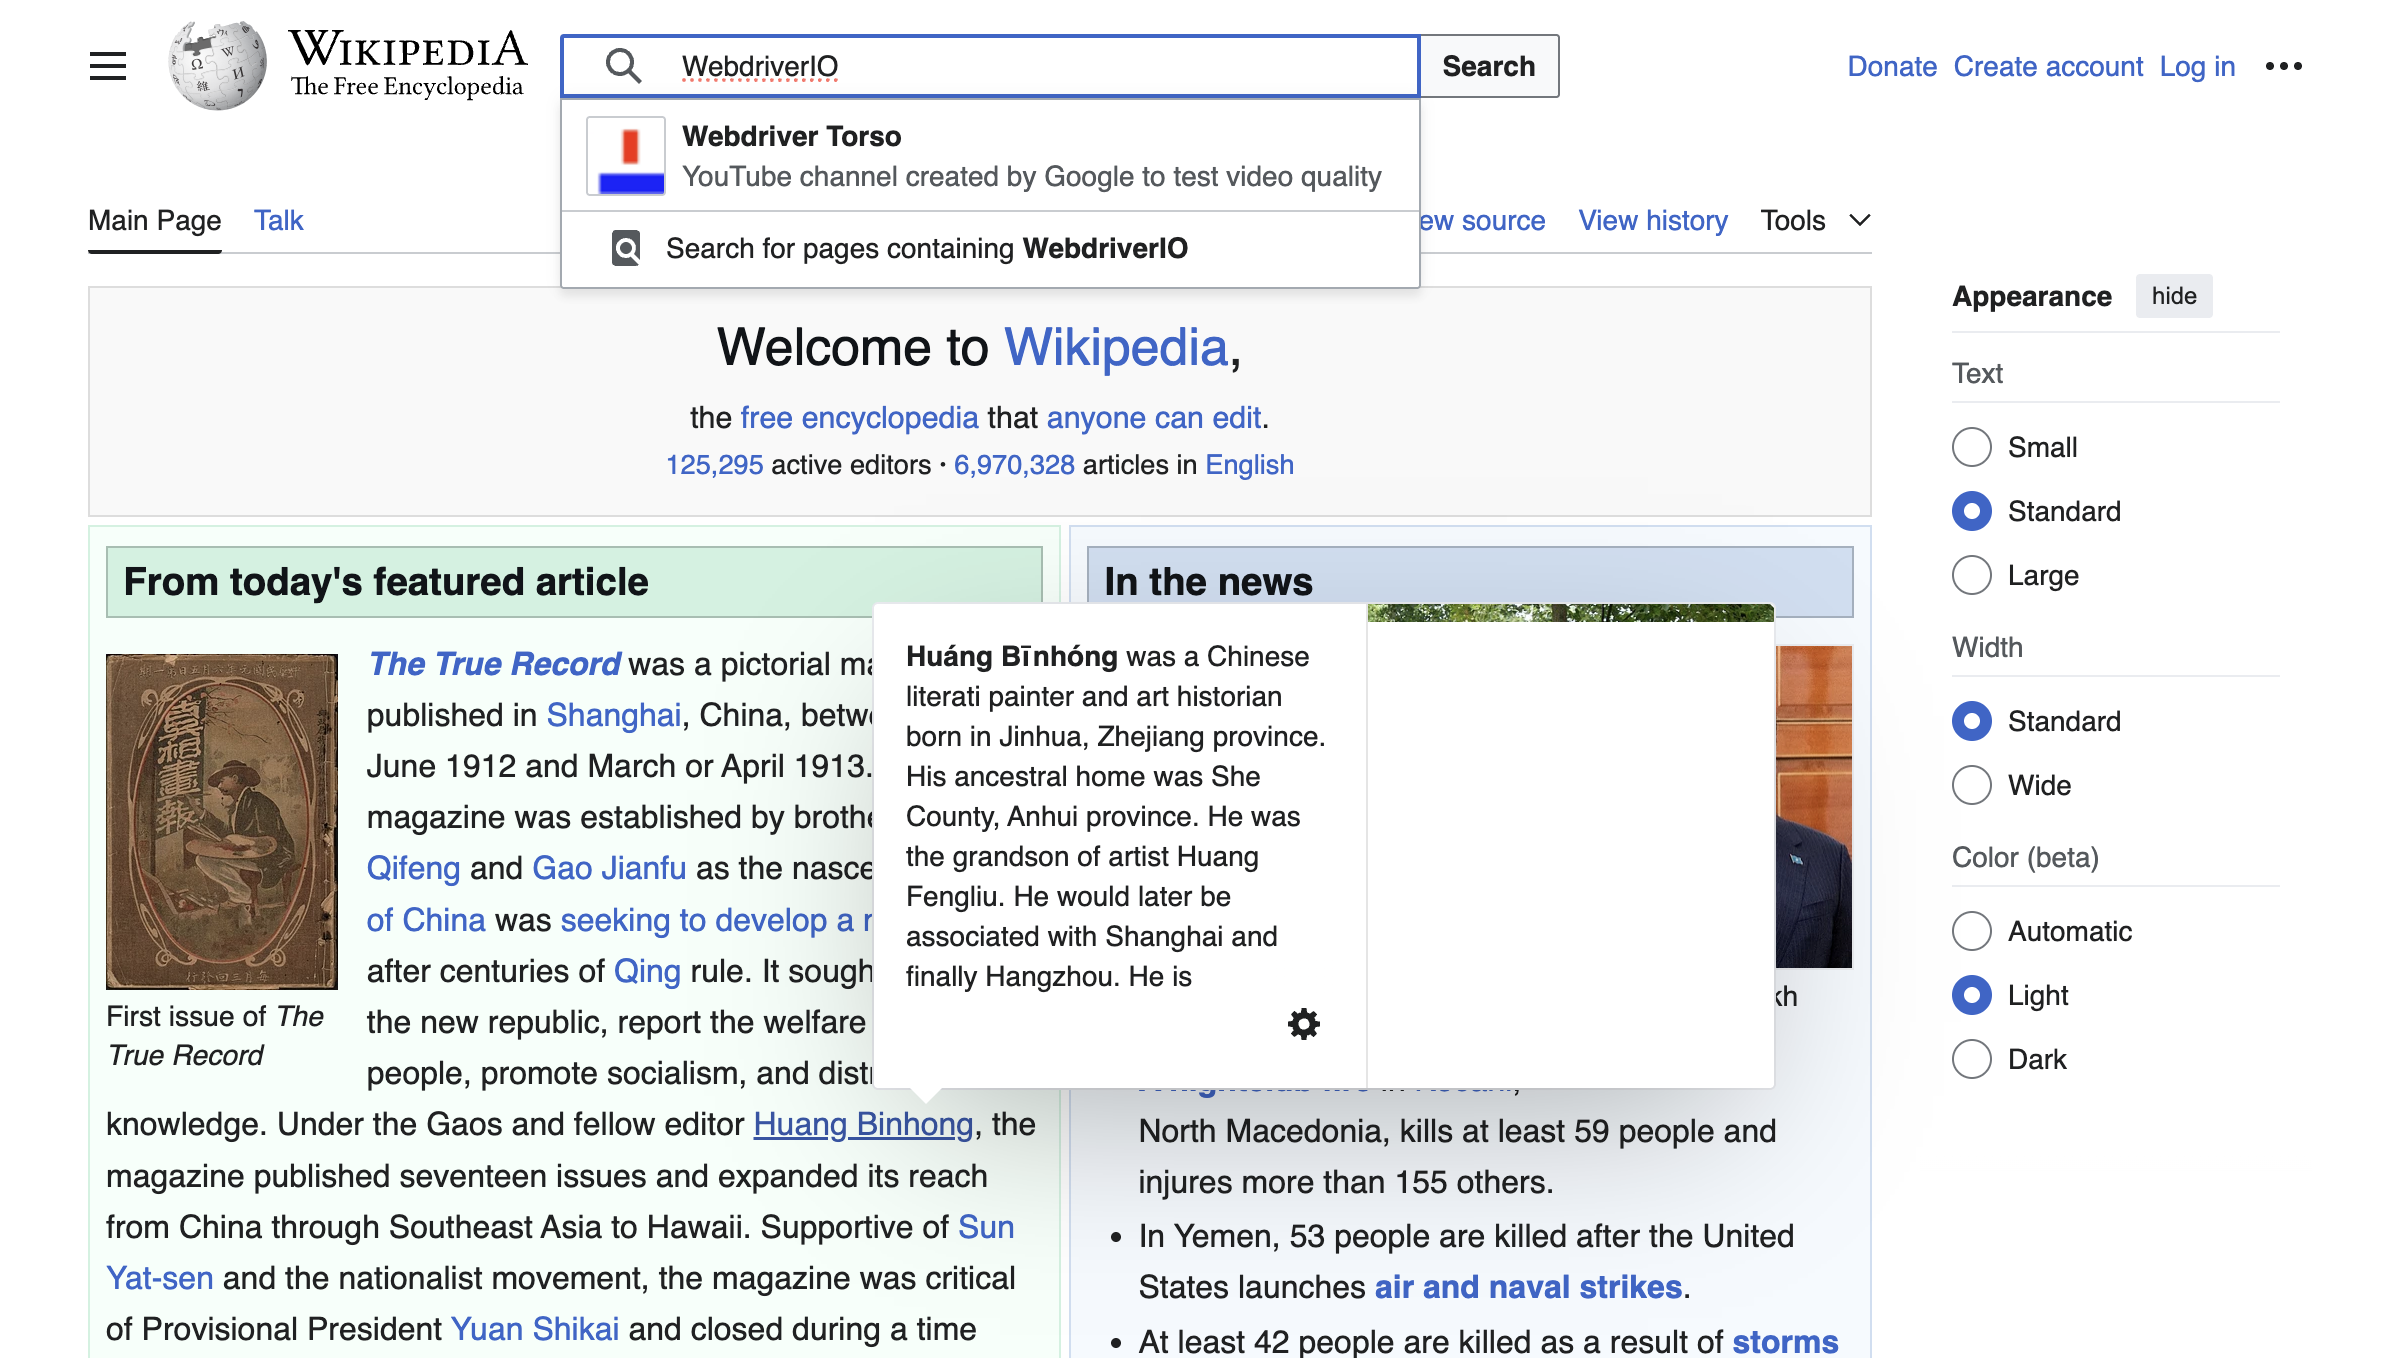 WIKIPEDIA
The Free Encyclopedia
WebdriverIO
Search
Donate Create account Log in
Webdriver Torso
YouTube channel created by Google to test video quality
Search for pages containing WebdriverIO
Main Page Talk
ew source View history Tools
Welcome to Wikipedia,
the free encyclopedia that anyone can edit.
125,295 active editors · 6,970,328 articles in English
From today's featured article
The True Record was a pictorial ma
published in Shanghai, China, betw
June 1912 and March or April 1913.
magazine was established by broth
Qifeng and Gao Jianfu as the nasce
of China was seeking to develop a
after centuries of Qing rule. It sough
the new republic, report the welfare
people, promote socialism, and dist
knowledge. Under the Gaos and fellow editor Huang Binhong, the
magazine published seventeen issues and expanded its reach
from China through Southeast Asia to Hawaii. Supportive of Sun
Yat-sen and the nationalist movement, the magazine was critical
of Provisional President Yuan Shikai and closed during a time
First issue of The
True Record
Huáng Bīnhóng was a Chinese
literati painter and art historian
born in Jinhua, Zhejiang province.
His ancestral home was She
County, Anhui province. He was
the grandson of artist Huang
Fengliu. He would later be
associated with Shanghai and
finally Hangzhou. He is
In the news
kh
North Macedonia, kills at least 59 people and
injures more than 155 others.
• In Yemen, 53 people are killed after the United
States launches air and naval strikes.
• At least 42 people are killed as a result of storms
Appearance hide
Text
Small
Standard
Large
Width
Standard
Wide
Color (beta)
Automatic
Light
Dark